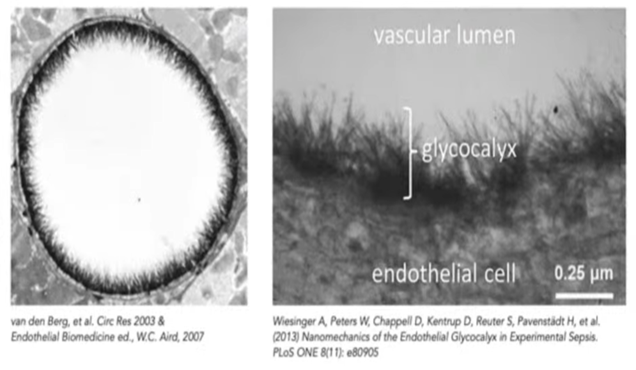 vascular lumen
glycocalyx
endothelial cell
0.25 μm
van den Berg, et al. Circ Res 2003 &
Endothelial Biomedicine ed., W.C. Aird, 2007
Wiesinger A, Peters W, Chappell D, Kentrup D, Reuter S, Pavenstädt H, et al.
(2013) Nanomechanics of the Endothelial Glycocalyx in Experimental Sepsis.
PLoS ONE 8(11): e80905